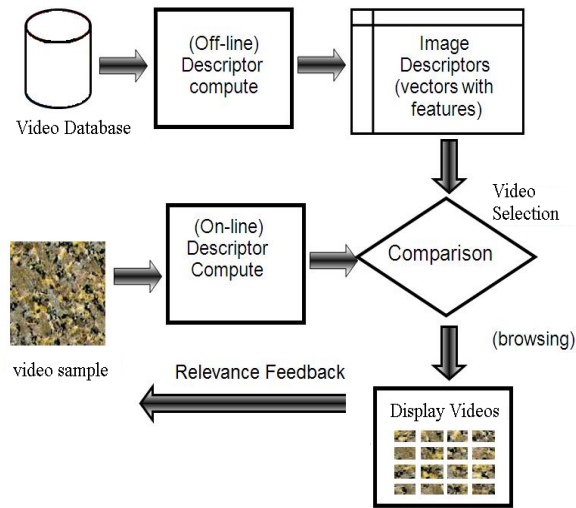 (Off-line)
Descriptor
compute
Image
Descriptors
(vectors with
features)
Video Database
Video
Selection
(On-line)
Descriptor
Compute
Comparison
video sample
(browsing)
Relevance Feedback
Display Videos